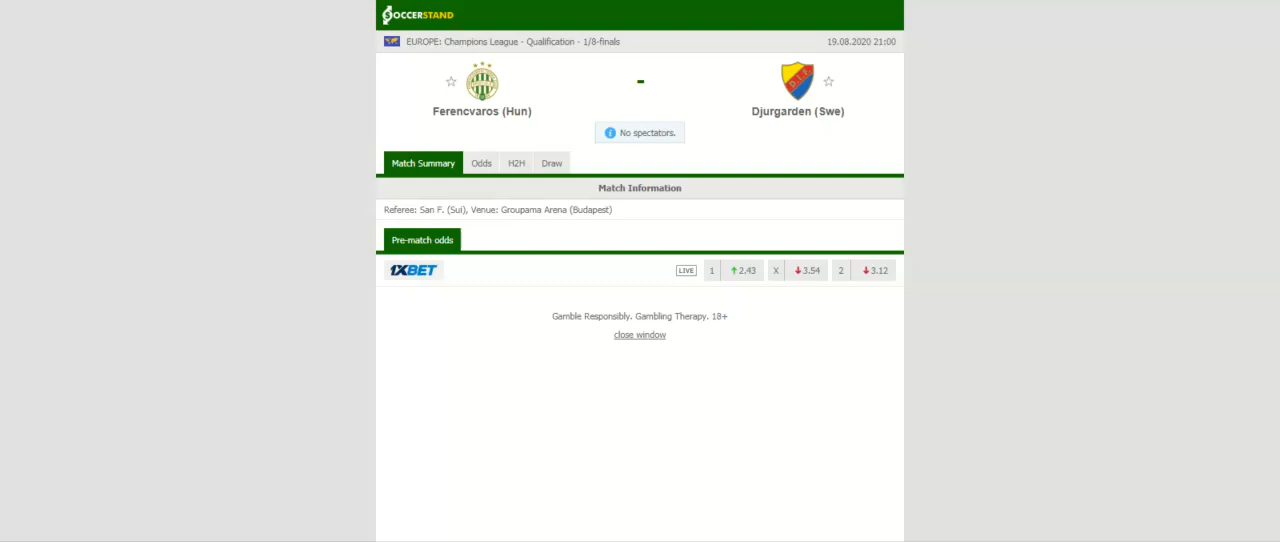 SOCCERSTAND
EUROPE: Champions League - Qualification - 1/8-finals 19.08.2020 21:00
-
D.I.F.
Ferencvaros (Hun) Djurgarden (Swe)
i No spectators.
Match Summary Odds H2H Draw
Match Information
Referee: San F. (Sui), Venue: Groupama Arena (Budapest)
Pre-match odds
1XBET LIVE 1 2.43 X 3.54 2 3.12
Gamble Responsibly. Gambling Therapy. 18+
close window